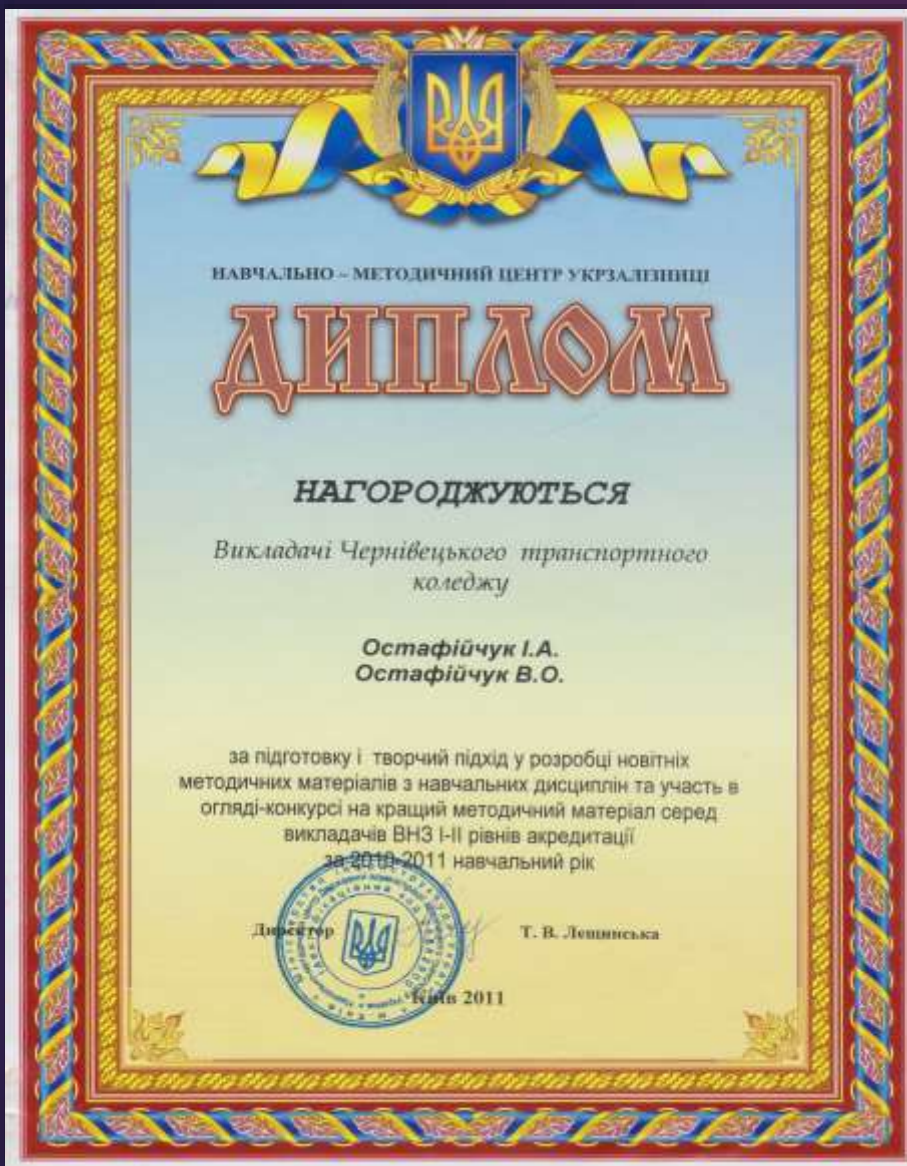 НАВЧАЛЬНО – МЕТОДИЧНИЙ ЦЕНТР УКРЗАЛІЗНИЦІ
ДИПЛОМ
НАГОРОДЖУЮТЬСЯ
Викладачі Чернівецького транспортного
коледжу
Остафійчук І.А.
Остафійчук В.О.
за підготовку і творчий підхід у розробці новітніх
методичних матеріалів з навчальних дисциплін та участь в
огляді-конкурсі на кращий методичний матеріал серед
викладачів ВНЗ І-ІІ рівнів акредитації
за 2010-2011 навчальний рік
Директор Т. В. Лещинська
Київ 2011